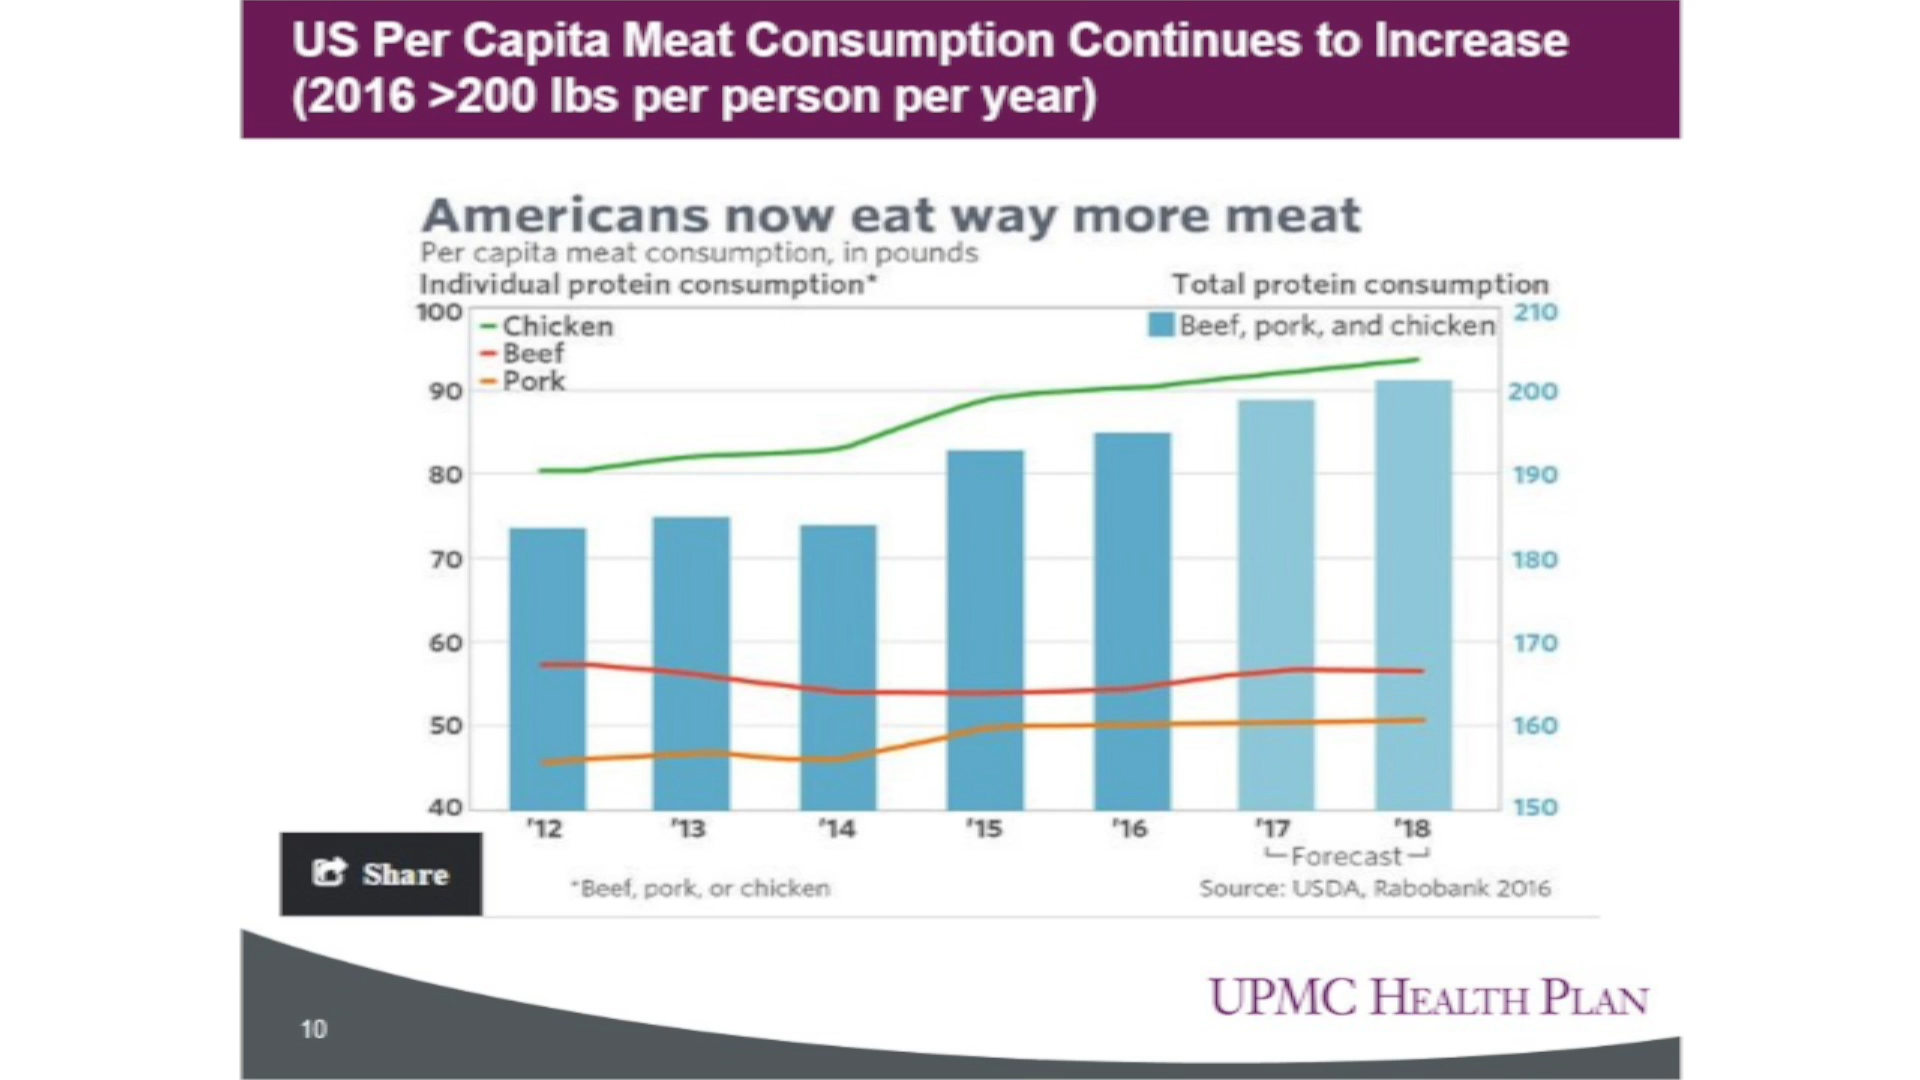 US Per Capita Meat Consumption Continues to Increase
(2016 >200 lbs per person per year)
Americans now eat way more meat
Per capita meat consumption, in pounds
Individual protein consumption*
Total protein consumption
100
210
Chicken
Beef, pork, and chicken
Beef
Pork
90
200
80
190
70
180
60
170
50
160
40
150
'12 '13 '14 '15 '16 '17 '18
Forecast
Share
*Beef, pork, or chicken
Source: USDA, Rabobank 2016
UPMC HEALTH PLAN
10